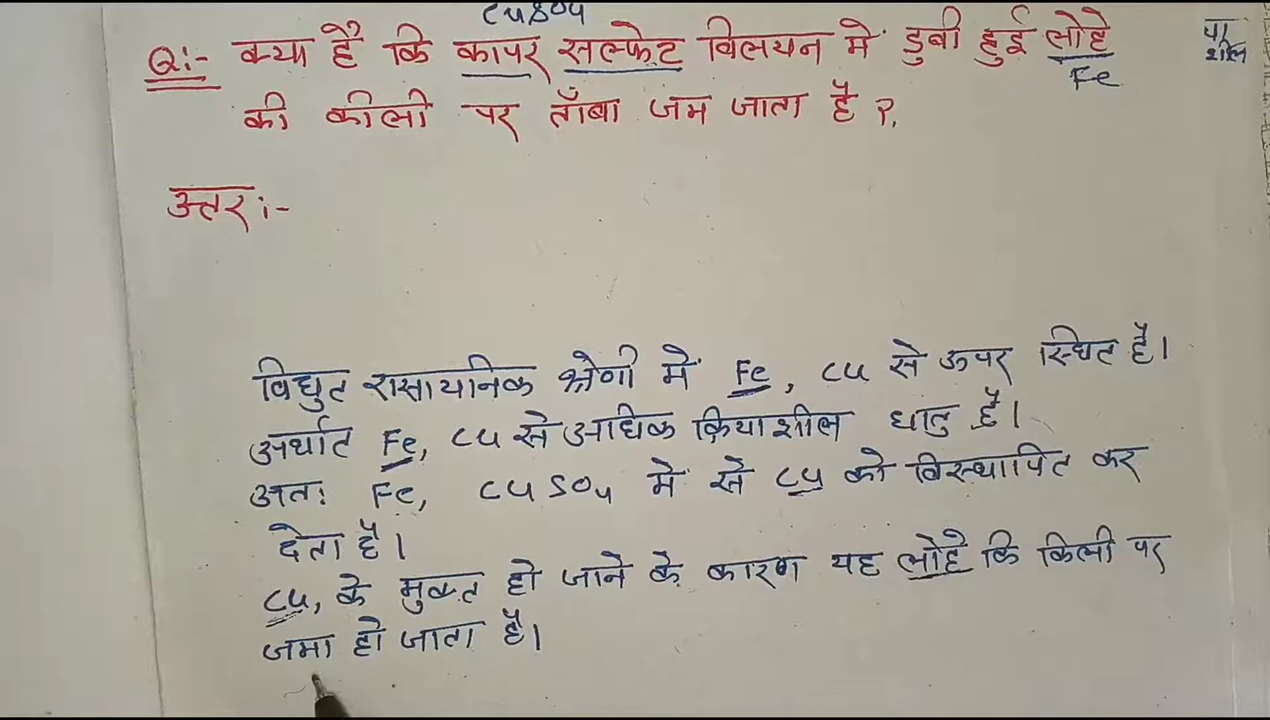 CuSO4
Q:- क्या है कि कापर सल्फेट विलयन में डुबी हुई लोहे
Fe
की कीलो पर ताँबा जम जाता है ?.
उत्तर:-
विद्युत रासायनिक श्रेणी में Fe, Cu से ऊपर स्थित है।
अर्थात Fe, Cu से अधिक क्रियाशील धातु है।
अतः Fe, CuSO4 में से Cu को विस्थापित कर
देता है।
Cu, के मुक्त हो जाने के कारण यह लोहे कि किली पर
जमा हो जाता है।